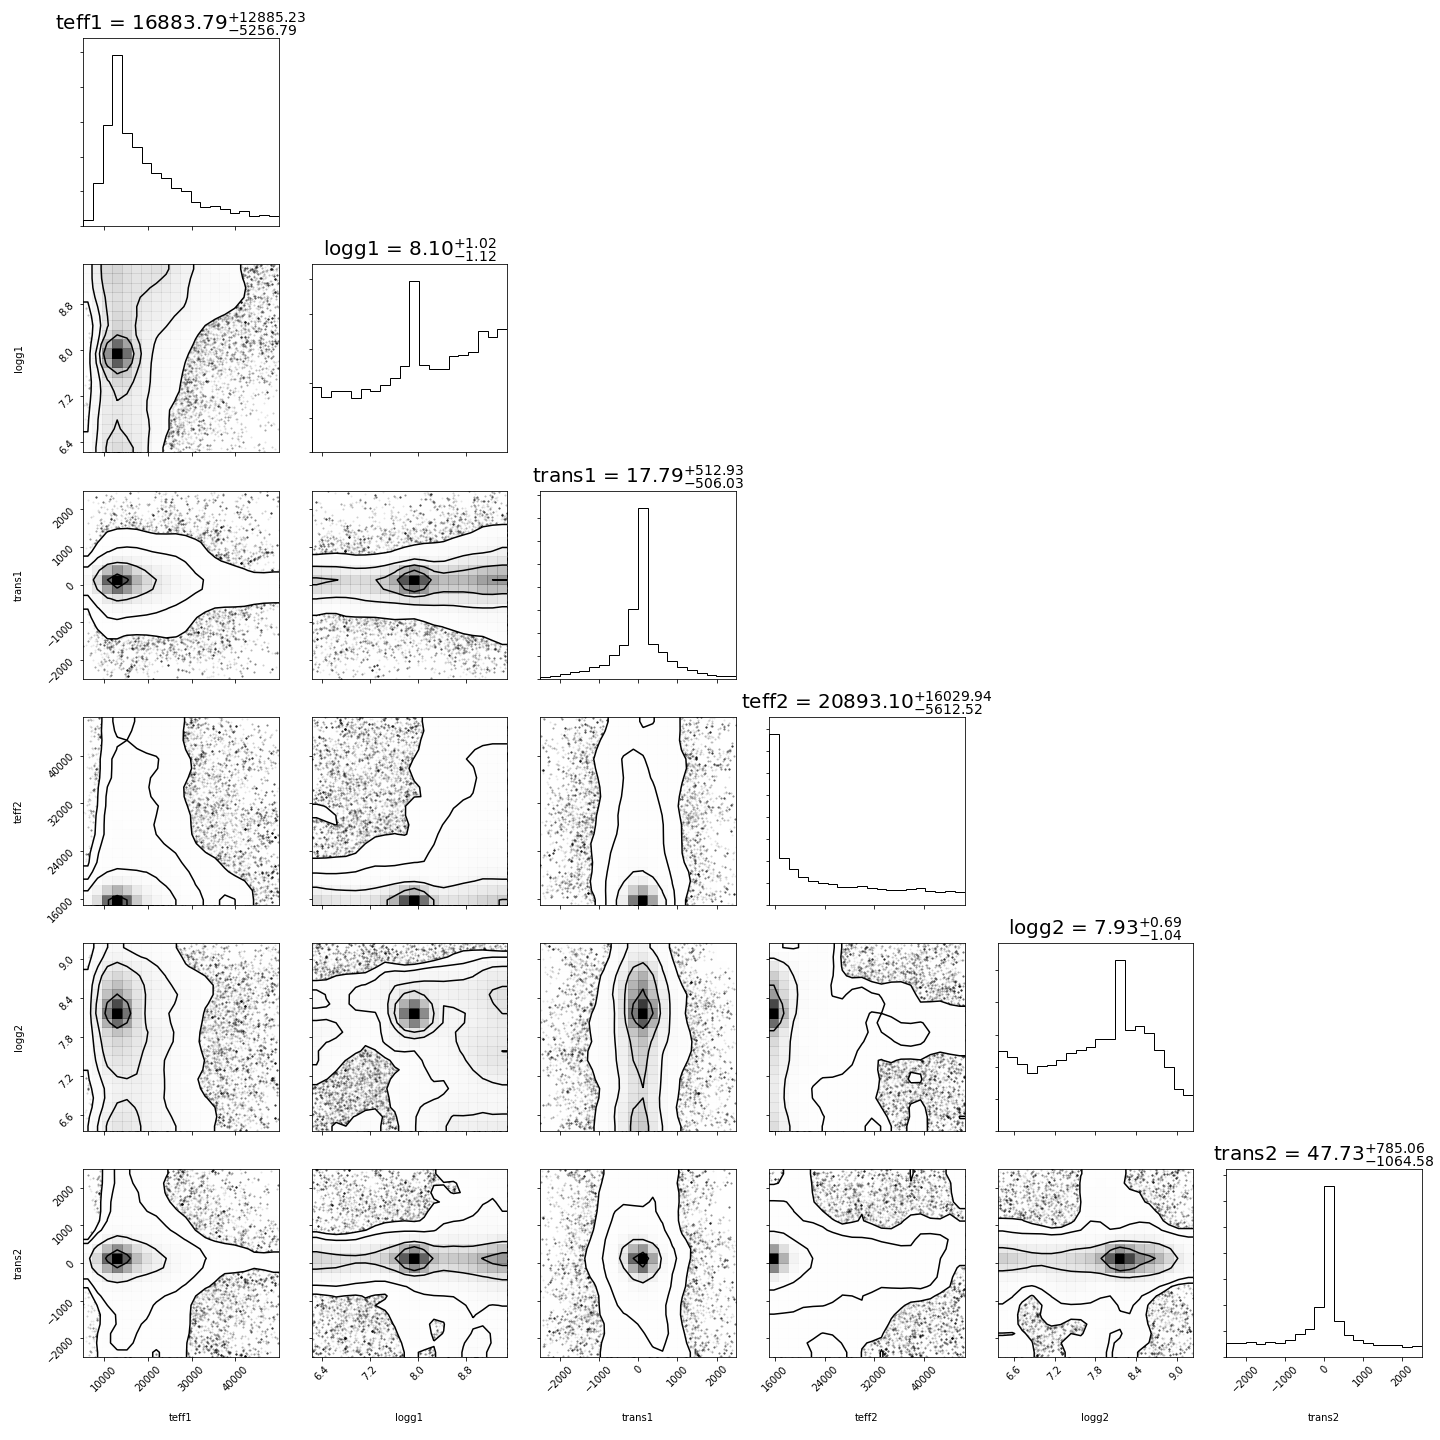 teff1 = 16883.79+12885.23−5256.79
logg1 = 8.10+1.02−1.12
8.8
8.0
7.2
6.4
logg1
trans1 = 17.79+512.93−506.03
2000
1000
0
−1000
−2000
trans1
teff2 = 20893.10+16029.94−5612.52
40000
32000
24000
16000
teff2
logg2 = 7.93+0.69−1.04
9.0
8.4
7.8
7.2
6.6
logg2
trans2 = 47.73+785.06−1064.58
2000
1000
0
−1000
−2000
trans2
10000 20000 30000 40000 6.4 7.2 8.0 8.8 −2000 −1000 0 1000 2000 16000 24000 32000 40000 6.6 7.2 7.8 8.4 9.0 −2000 −1000 0 1000 2000
teff1 logg1 trans1 teff2 logg2 trans2